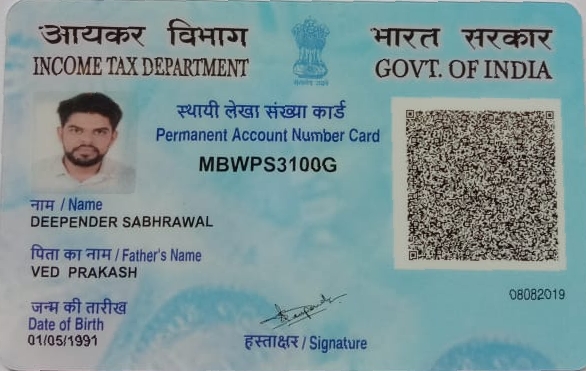 आयकर विभाग
INCOME TAX DEPARTMENT
भारत सरकार
GOVT. OF INDIA
स्थायी लेखा संख्या कार्ड
Permanent Account Number Card
MBWPS3100G
नाम / Name
DEEPENDER SABHRAWAL
पिता का नाम / Father's Name
VED PRAKASH
जन्म की तारीख
Date of Birth
01/05/1991
हस्ताक्षर / Signature
08082019